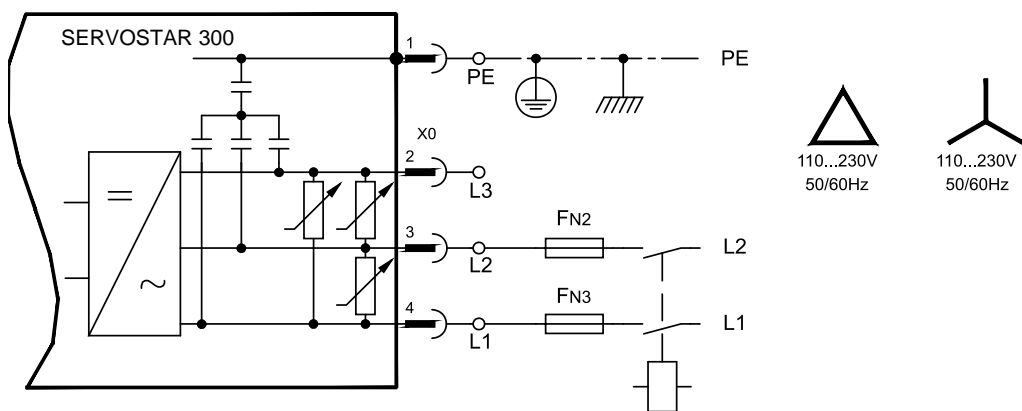 SERVOSTAR 300
1
PE
PE
X0
2
L3
3
L2
FN2
L2
4
L1
FN3
L1
110...230V
50/60Hz
110...230V
50/60Hz